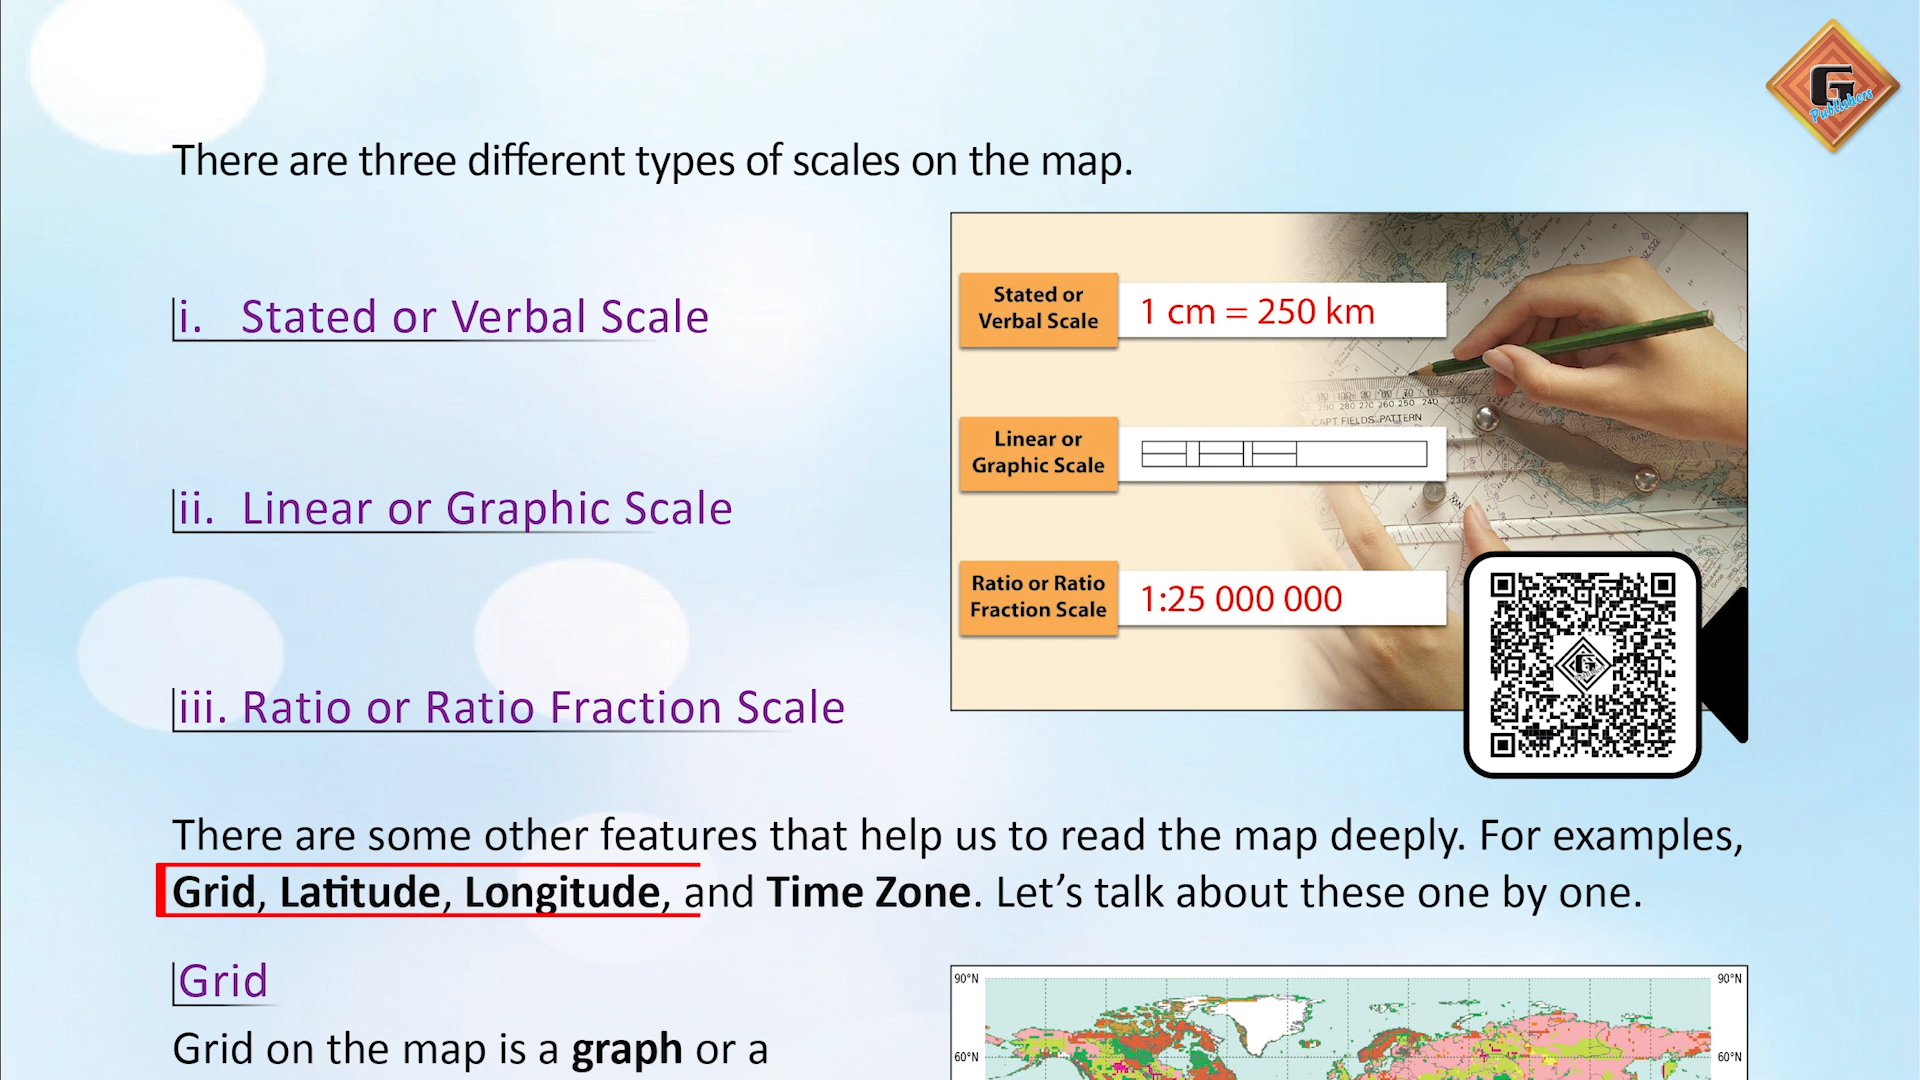 G
Publishers
There are three different types of scales on the map.
i. Stated or Verbal Scale
ii. Linear or Graphic Scale
iii. Ratio or Ratio Fraction Scale
Stated or
Verbal Scale
1 cm = 250 km
Linear or
Graphic Scale
Ratio or Ratio
Fraction Scale
1:25 000 000
CAPT. FIELDS' PATTERN
There are some other features that help us to read the map deeply. For examples,
Grid, Latitude, Longitude, and Time Zone. Let’s talk about these one by one.
Grid
Grid on the map is a graph or a
90°N
90°N
60°N
60°N